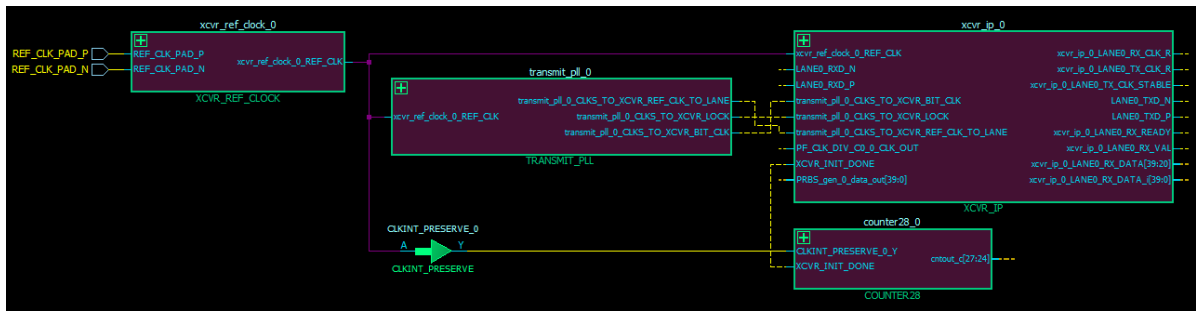 xcvr_ref_clock_0
REF_CLK_PAD_P
REF_CLK_PAD_N
REF_CLK_PAD_P
REF_CLK_PAD_N
xcvr_ref_clock_0_REF_CLK
XCVR_REF_CLOCK
transmit_pll_0
xcvr_ref_clock_0_REF_CLK
transmit_pll_0_CLKS_TO_XCVR_REF_CLK_TO_LANE
transmit_pll_0_CLKS_TO_XCVR_LOCK
transmit_pll_0_CLKS_TO_XCVR_BIT_CLK
TRANSMIT_PLL
xcvr_ip_0
xcvr_ref_clock_0_REF_CLK
LANE0_RXD_N
LANE0_RXD_P
transmit_pll_0_CLKS_TO_XCVR_BIT_CLK
transmit_pll_0_CLKS_TO_XCVR_LOCK
transmit_pll_0_CLKS_TO_XCVR_REF_CLK_TO_LANE
PF_CLK_DIV_C0_0_CLK_OUT
XCVR_INIT_DONE
PRBS_gen_0_data_out[39:0]
xcvr_ip_0_LANE0_RX_CLK_R
xcvr_ip_0_LANE0_TX_CLK_R
xcvr_ip_0_LANE0_TX_CLK_STABLE
LANE0_TXD_N
LANE0_TXD_P
xcvr_ip_0_LANE0_RX_READY
xcvr_ip_0_LANE0_RX_VAL
xcvr_ip_0_LANE0_RX_DATA[39:20]
xcvr_ip_0_LANE0_RX_DATA_i[39:0]
XCVR_IP
CLKINT_PRESERVE_0
A
Y
CLKINT_PRESERVE
counter28_0
CLKINT_PRESERVE_0_Y
XCVR_INIT_DONE
cntout_c[27:24]
COUNTER28